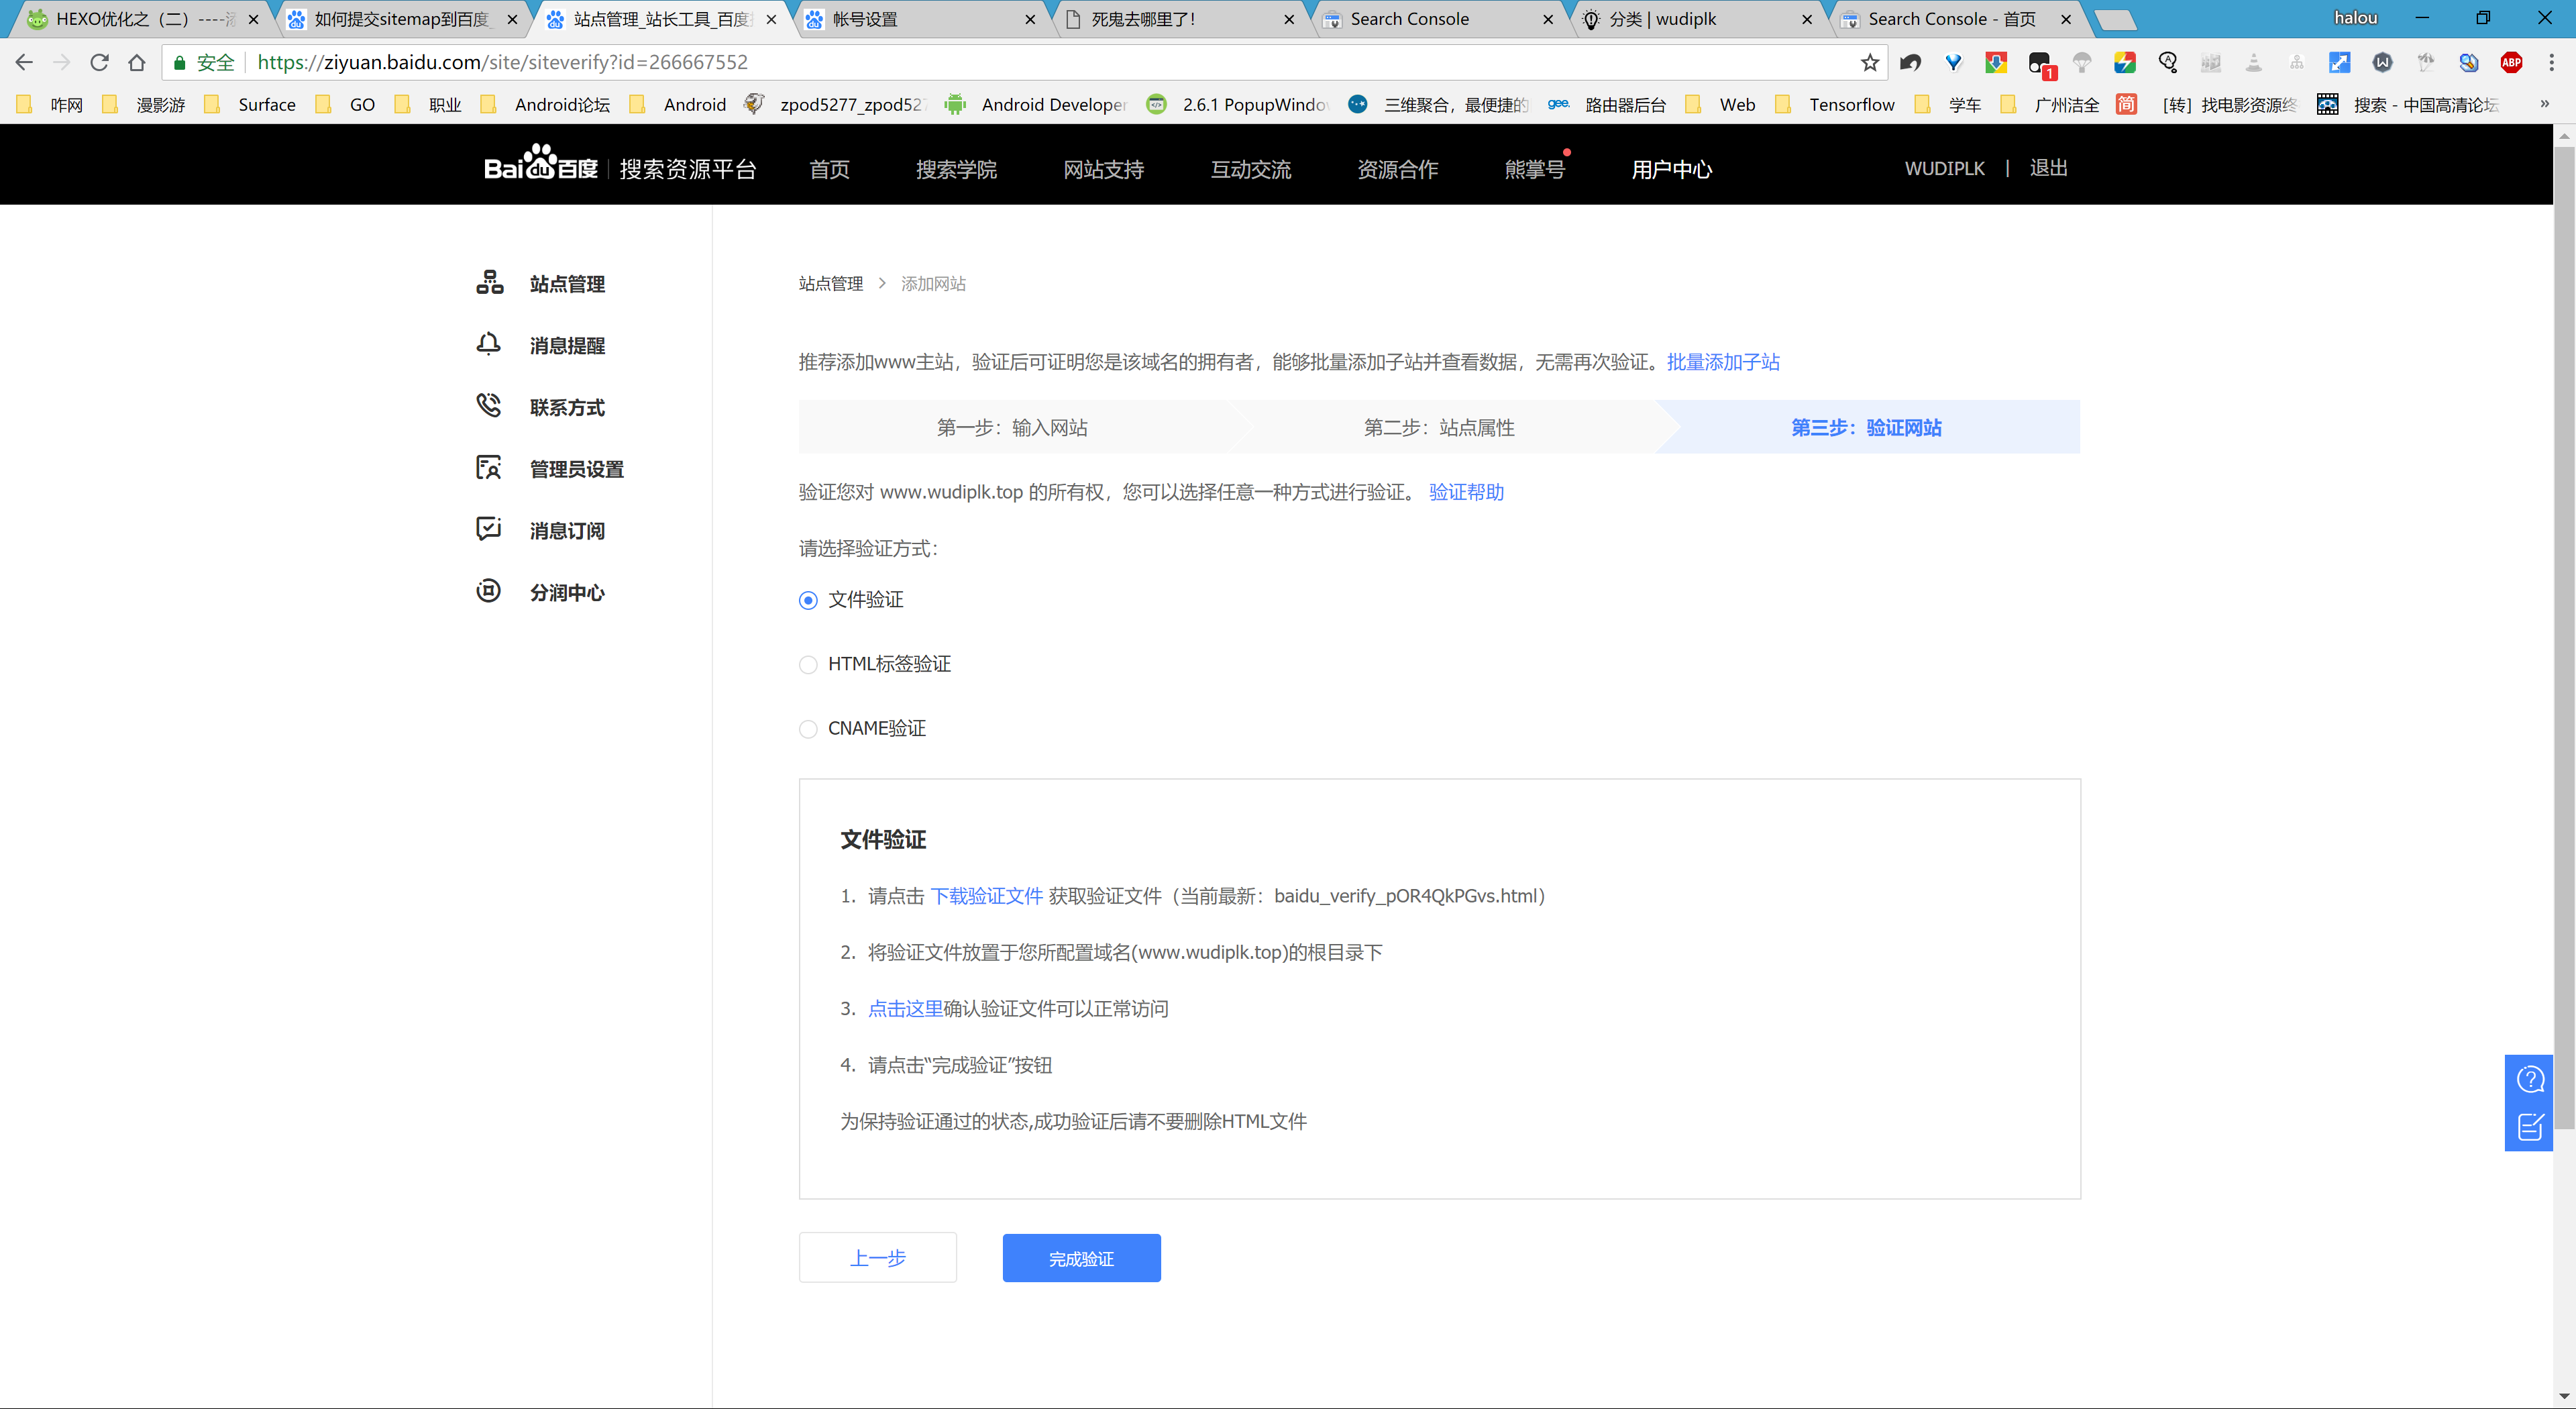 HEXO优化之（二）----添
如何提交sitemap到百度_
站点管理_站长工具_百度
帐号设置
死鬼去哪里了!
Search Console
分类 | wudiplk
Search Console - 首页
halou
安全
https://ziyuan.baidu.com/site/siteverify?id=266667552
1
ABP
咋网
漫影游
Surface
GO
职业
Android论坛
Android
zpod5277_zpod527
Android Developer
2.6.1 PopupWindo
三维聚合，最便捷的
gee.
路由器后台
Web
Tensorflow
学车
广州洁全
简
[转] 找电影资源终
搜索 - 中国高清论坛
»
Bai du 百度 | 搜索资源平台
首页
搜索学院
网站支持
互动交流
资源合作
熊掌号
用户中心
WUDIPLK | 退出
站点管理
消息提醒
联系方式
管理员设置
消息订阅
分润中心
站点管理 > 添加网站
推荐添加www主站，验证后可证明您是该域名的拥有者，能够批量添加子站并查看数据，无需再次验证。批量添加子站
第一步：输入网站
第二步：站点属性
第三步：验证网站
验证您对 www.wudiplk.top 的所有权，您可以选择任意一种方式进行验证。 验证帮助
请选择验证方式：
文件验证
HTML标签验证
CNAME验证
文件验证
1. 请点击 下载验证文件 获取验证文件（当前最新：baidu_verify_pOR4QkPGvs.html）
2. 将验证文件放置于您所配置域名(www.wudiplk.top)的根目录下
3. 点击这里确认验证文件可以正常访问
4. 请点击“完成验证”按钮
为保持验证通过的状态,成功验证后请不要删除HTML文件
上一步
完成验证